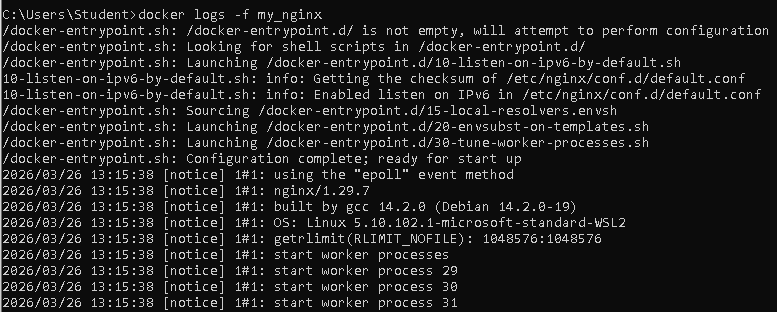 C:\Users\Student>docker logs -f my_nginx
/docker-entrypoint.sh: /docker-entrypoint.d/ is not empty, will attempt to perform configuration
/docker-entrypoint.sh: Looking for shell scripts in /docker-entrypoint.d/
/docker-entrypoint.sh: Launching /docker-entrypoint.d/10-listen-on-ipv6-by-default.sh
10-listen-on-ipv6-by-default.sh: info: Getting the checksum of /etc/nginx/conf.d/default.conf
10-listen-on-ipv6-by-default.sh: info: Enabled listen on IPv6 in /etc/nginx/conf.d/default.conf
/docker-entrypoint.sh: Sourcing /docker-entrypoint.d/15-local-resolvers.envsh
/docker-entrypoint.sh: Launching /docker-entrypoint.d/20-envsubst-on-templates.sh
/docker-entrypoint.sh: Launching /docker-entrypoint.d/30-tune-worker-processes.sh
/docker-entrypoint.sh: Configuration complete; ready for start up
2026/03/26 13:15:38 [notice] 1#1: using the "epoll" event method
2026/03/26 13:15:38 [notice] 1#1: nginx/1.29.7
2026/03/26 13:15:38 [notice] 1#1: built by gcc 14.2.0 (Debian 14.2.0-19)
2026/03/26 13:15:38 [notice] 1#1: OS: Linux 5.10.102.1-microsoft-standard-WSL2
2026/03/26 13:15:38 [notice] 1#1: getrlimit(RLIMIT_NOFILE): 1048576:1048576
2026/03/26 13:15:38 [notice] 1#1: start worker processes
2026/03/26 13:15:38 [notice] 1#1: start worker process 29
2026/03/26 13:15:38 [notice] 1#1: start worker process 30
2026/03/26 13:15:38 [notice] 1#1: start worker process 31